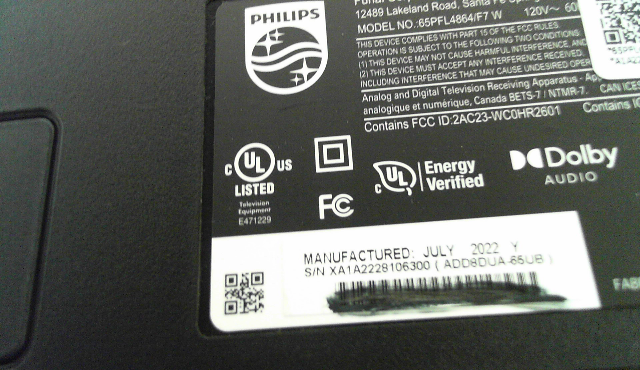 PHILIPS
12489 Lakeland Road, Santa Fe
MODEL NO.:65PFL4864/F7 W 120V~ 60
THIS DEVICE COMPLIES WITH PART 15 OF THE FCC RULES.
OPERATION IS SUBJECT TO THE FOLLOWING TWO CONDITIONS:
(1) THIS DEVICE MAY NOT CAUSE HARMFUL INTERFERENCE, AND
(2) THIS DEVICE MUST ACCEPT ANY INTERFERENCE
INCLUDING INTERFERENCE THAT MAY CAUSE UNDESIRED
Analog and Digital Television Receiving Apparatus -
analogique et numérique, Canada BETS-7 / NTMR-7. CAN ICES
Contains FCC ID:2AC23-WC0HR2601 Contains
C UL US
LISTED
Television
Equipment
E471229
FC
C UL Energy
Verified
Dolby
AUDIO
MANUFACTURED: JULY 2022 Y
S/N XA1A2228106300 ( ADD8DUA-65UB )